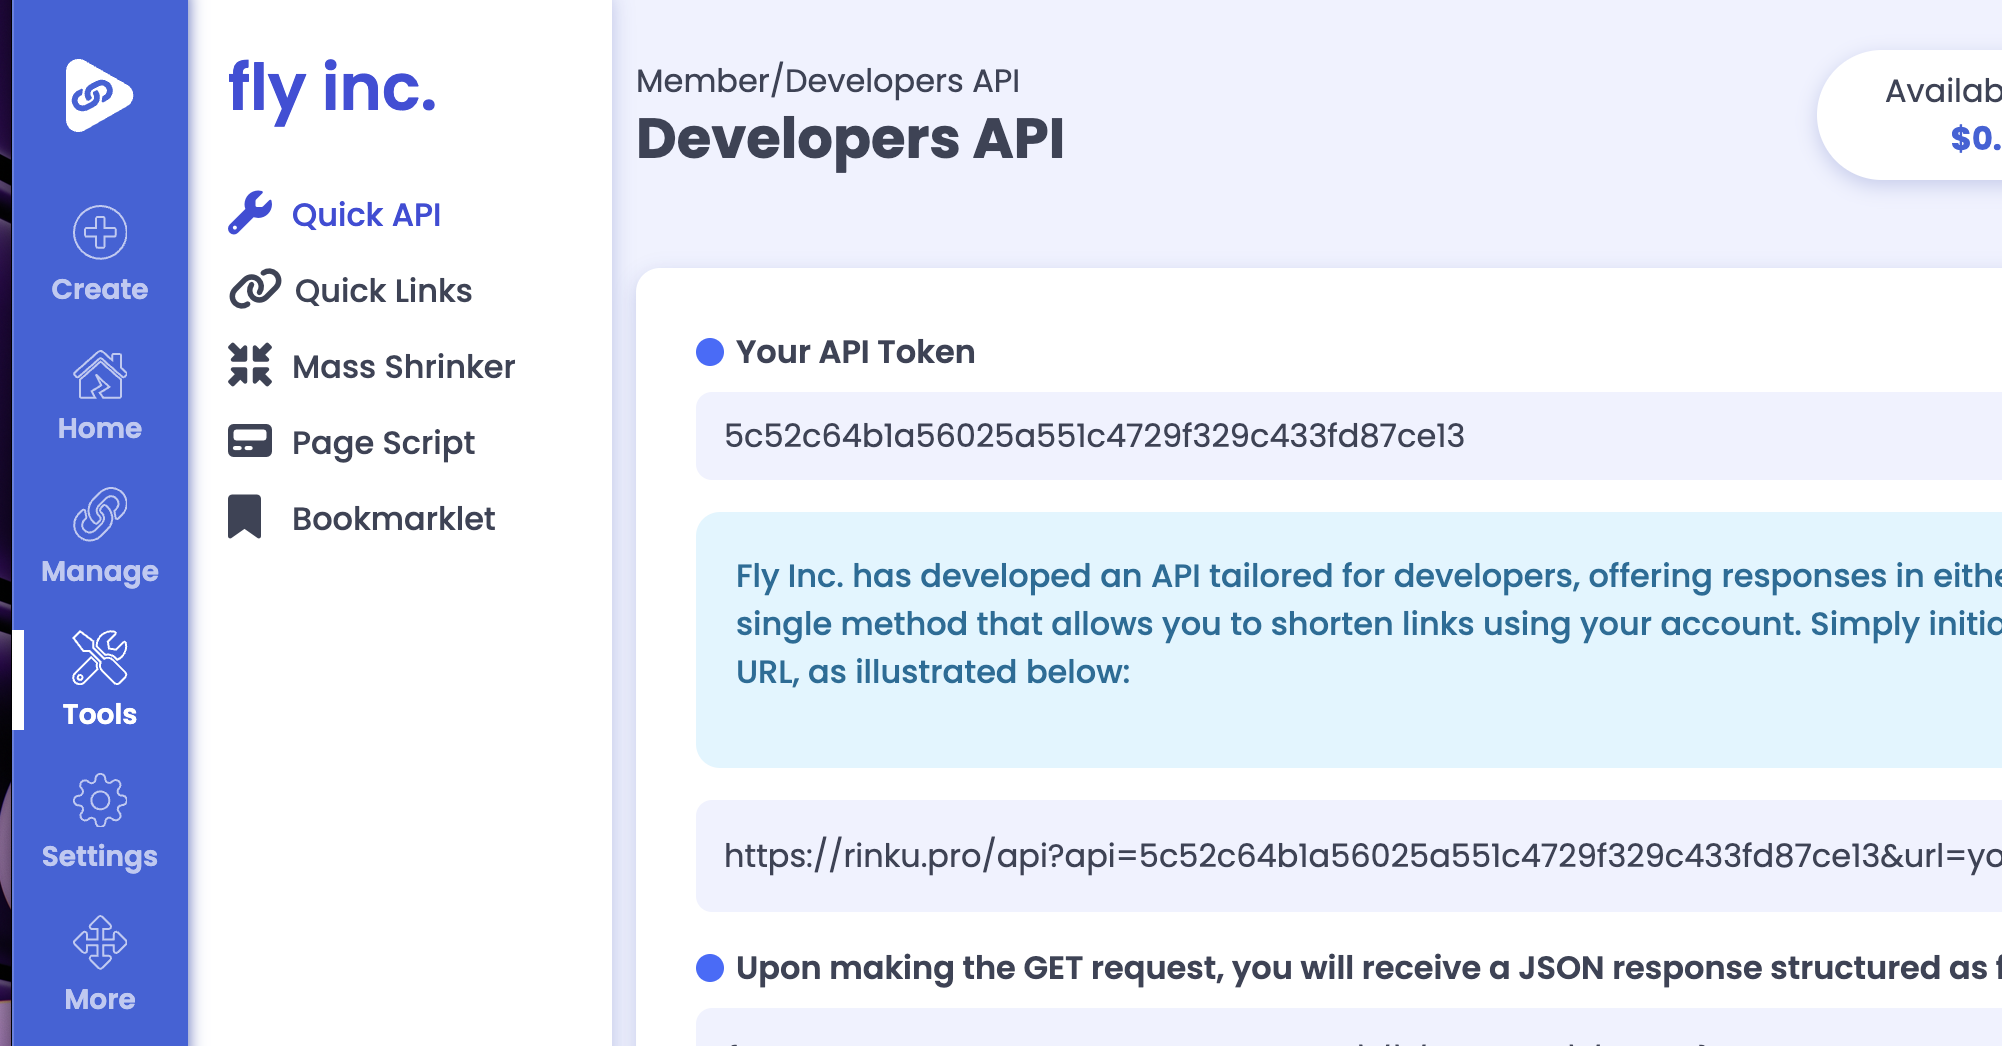 fly inc.
Create
Home
Manage
Tools
Settings
More
Quick API
Quick Links
Mass Shrinker
Page Script
Bookmarklet
Member/Developers API
Developers API
$0.
Your API Token
5c52c64b1a56025a551c4729f329c433fd87ce13
Fly Inc. has developed an API tailored for developers, offering responses in
single method that allows you to shorten links using your account. Simply
URL, as illustrated below:
https://rinku.pro/api?api=5c52c64b1a56025a551c4729f329c433fd87ce13&url=yo
Upon making the GET request, you will receive a JSON response structured as